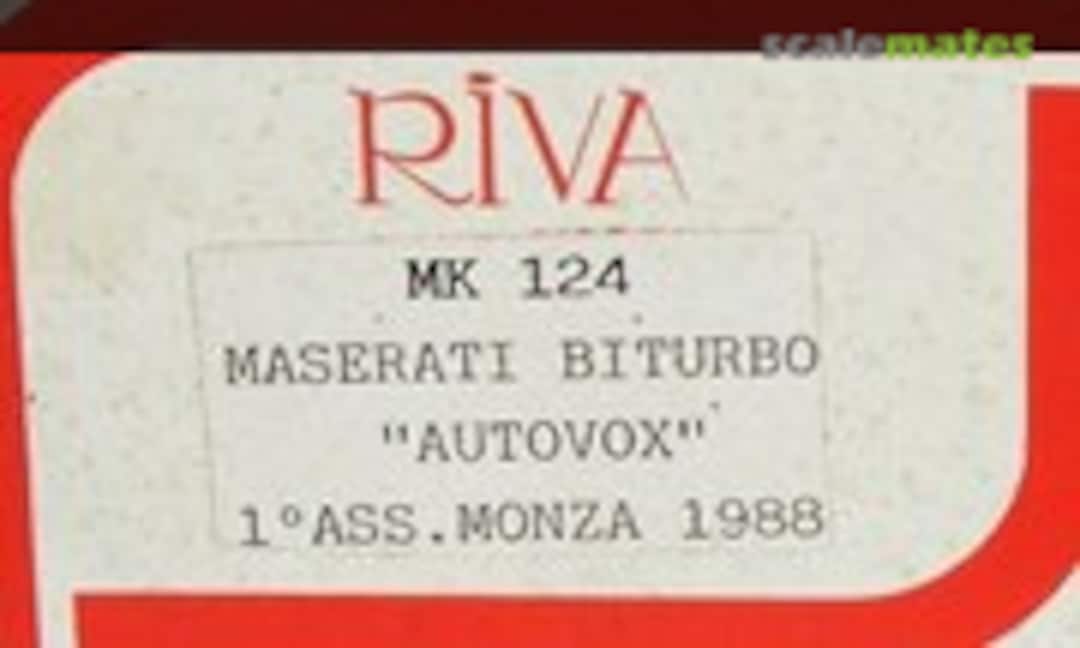 scalemates
RIVA
MK 124
MASERATI BITURBO
"AUTOVOX"
1°ASS.MONZA 1988